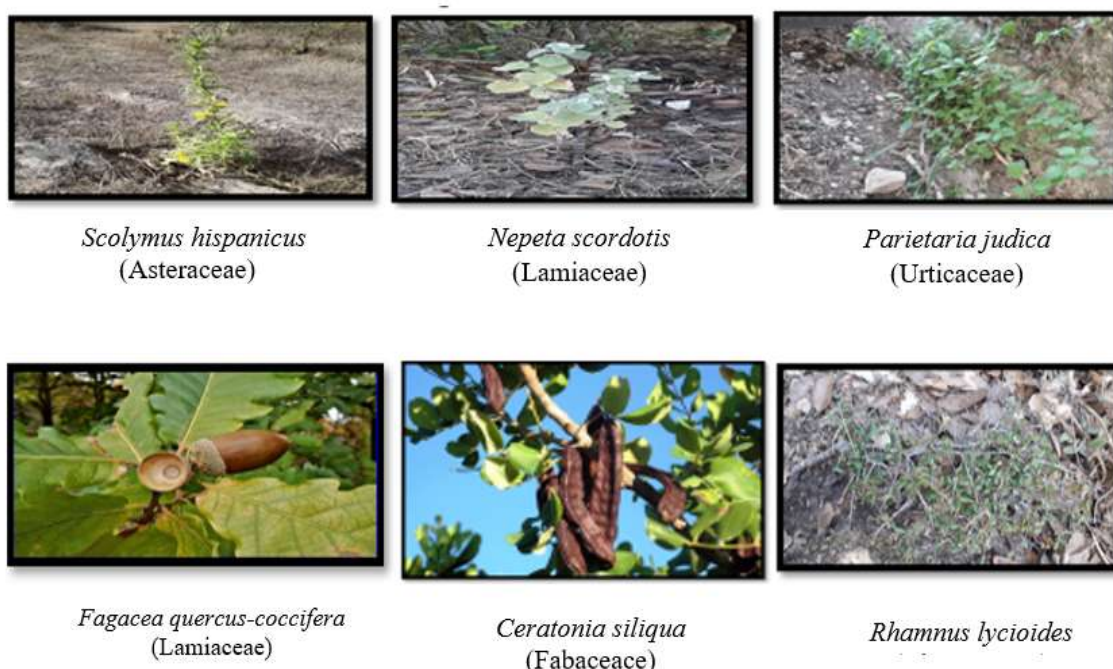 Scolymus hispanicus
(Asteraceae)
Nepeta scordotis
(Lamiaceae)
Parietaria judica
(Urticaceae)
Fagacea quercus-coccifera
(Lamiaceae)
Ceratonia siliqua
(Fabaceace)
Rhamnus lycioides